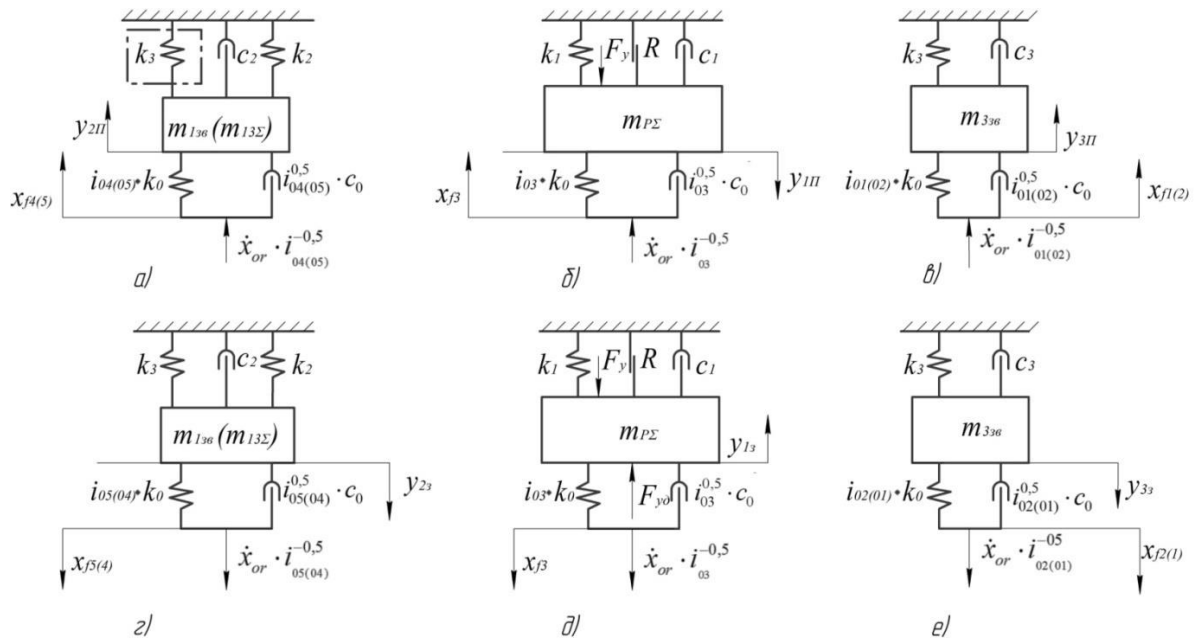 k₃ c₂ k₂
m₁зв(m₁₃Σ)
y₂П
x_f4(5)
i₀₄(₀₅)*k₀ i^0,5_04(05) · c₀
ẋ_or · i^−0,5_04(05)
а)
k₁ F_y R c₁
m_PΣ
y₁П
x_f3
i₀₃*k₀ i^0,5_03 · c₀
ẋ_or · i^−0,5_03
б)
k₃ c₃
m₃зв
y₃П
x_f1(2)
i₀₁(₀₂)*k₀ i^0,5_01(02) · c₀
ẋ_or · i^−0,5_01(02)
в)
k₃ c₂ k₂
m₁зв(m₁₃Σ)
y₂з
i₀₅(₀₄)*k₀ i^0,5_05(04) · c₀
x_f5(4)
ẋ_or · i^−0,5_05(04)
г)
k₁ F_y R c₁
m_PΣ
y₁з
i₀₃*k₀ F_уд i^0,5_03 · c₀
x_f3
ẋ_or · i^−0,5_03
д)
k₃ c₃
m₃зв
y₃з
i₀₂(₀₁)*k₀ i^0,5_02(01) · c₀
ẋ_or · i^−05_02(01)
x_f2(1)
е)